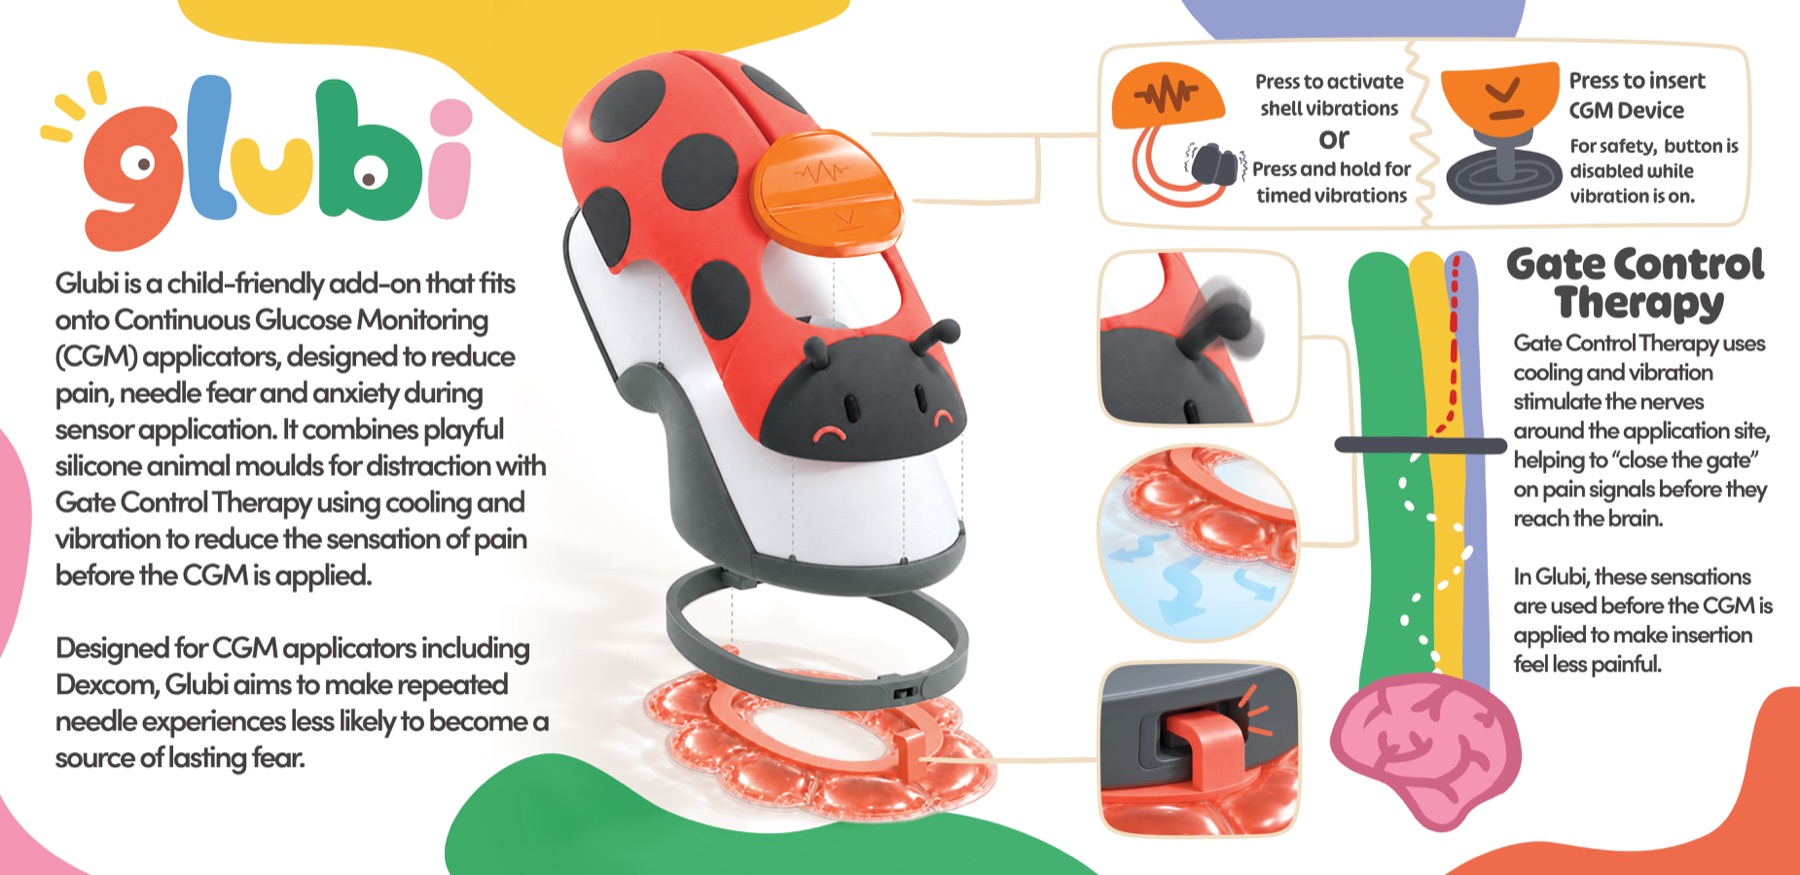 glubi
Glubi is a child-friendly add-on that fits
onto Continuous Glucose Monitoring
(CGM) applicators, designed to reduce
pain, needle fear and anxiety during
sensor application. It combines playful
silicone animal moulds for distraction with
Gate Control Therapy using cooling and
vibration to reduce the sensation of pain
before the CGM is applied.
Designed for CGM applicators including
Dexcom, Glubi aims to make repeated
needle experiences less likely to become a
source of lasting fear.
Press to activate
shell vibrations
or
Press and hold for
timed vibrations
Press to insert
CGM Device
For safety, button is
disabled while
vibration is on.
Gate Control
Therapy
Gate Control Therapy uses
cooling and vibration
stimulate the nerves
around the application site,
helping to “close the gate”
on pain signals before they
reach the brain.
In Glubi, these sensations
are used before the CGM is
applied to make insertion
feel less painful.